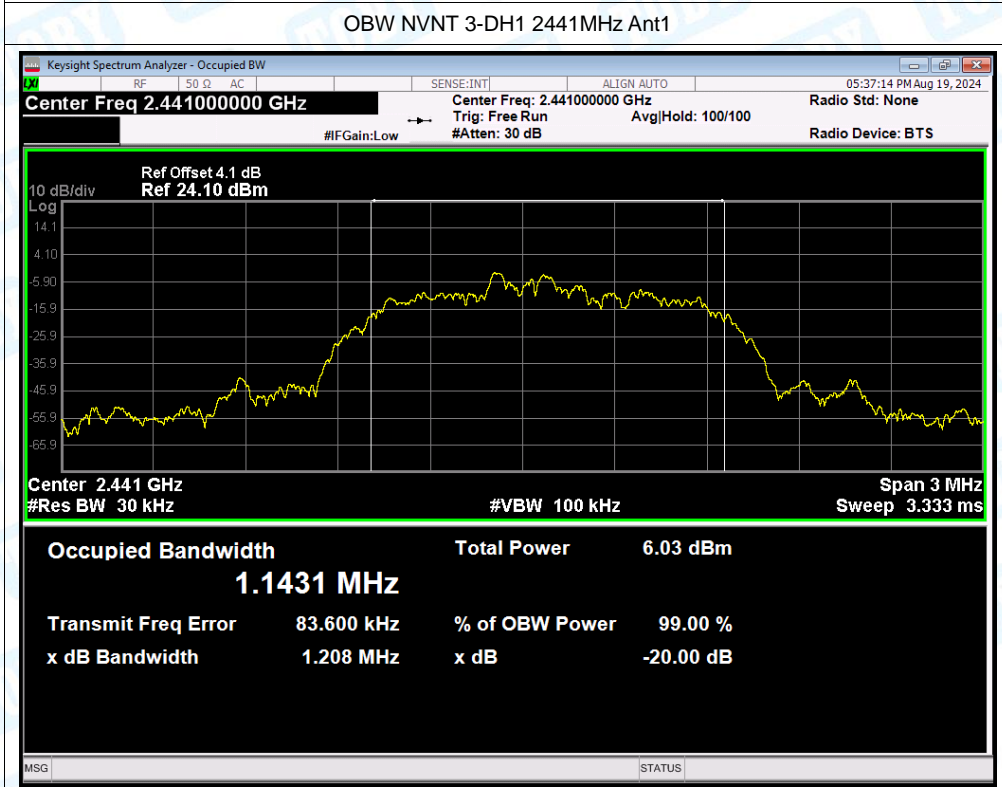 OBW NVNT 3-DH1 2441MHz Ant1
Keysight Spectrum Analyzer - Occupied BW
LXI RF 50 Ω AC SENSE:INT ALIGN AUTO 05:37:14 PM Aug 19, 2024
Center Freq 2.441000000 GHz Center Freq: 2.441000000 GHz Radio Std: None
Trig: Free Run Avg|Hold: 100/100
#IFGain:Low #Atten: 30 dB Radio Device: BTS
Ref Offset 4.1 dB
10 dB/div Ref 24.10 dBm
Log
14.1
4.10
-5.90
-15.9
-25.9
-35.9
-45.9
-55.9
-65.9
Center 2.441 GHz Span 3 MHz
#Res BW 30 kHz #VBW 100 kHz Sweep 3.333 ms
Occupied Bandwidth Total Power 6.03 dBm
1.1431 MHz
Transmit Freq Error 83.600 kHz % of OBW Power 99.00 %
x dB Bandwidth 1.208 MHz x dB -20.00 dB
MSG STATUS